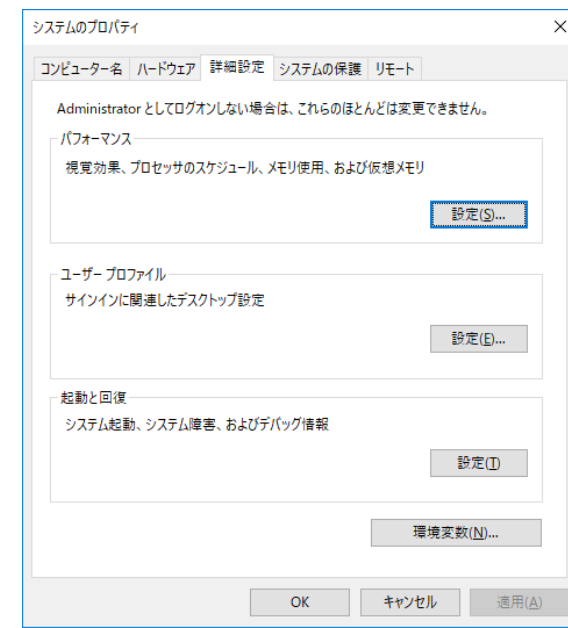 システムのプロパティ
コンピューター名 ハードウェア 詳細設定 システムの保護 リモート
Administrator としてログオンしない場合は、これらのほとんどは変更できません。
パフォーマンス
視覚効果、プロセッサのスケジュール、メモリ使用、および仮想メモリ
設定(S)...
ユーザー プロファイル
サインインに関連したデスクトップ設定
設定(E)...
起動と回復
システム起動、システム障害、およびデバッグ情報
設定(T)
環境変数(N)...
OK キャンセル 適用(A)